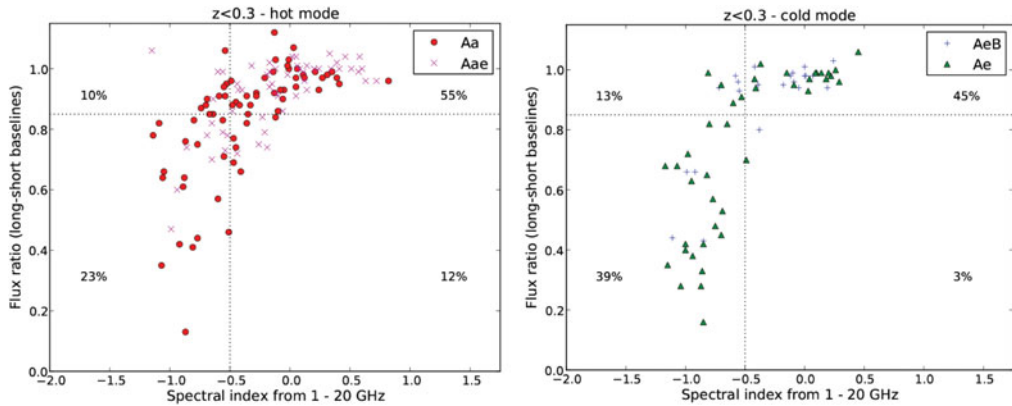 z<0.3 - hot mode
Flux ratio (long-short baselines)
1.0
0.8
0.6
0.4
0.2
0.0
Aa
Aae
10%
55%
23%
12%
−2.0 −1.5 −1.0 −0.5 0.0 0.5 1.0 1.5
Spectral index from 1 - 20 GHz
z<0.3 - cold mode
Flux ratio (long-short baselines)
1.0
0.8
0.6
0.4
0.2
0.0
AeB
Ae
13%
45%
39%
3%
−2.0 −1.5 −1.0 −0.5 0.0 0.5 1.0 1.5
Spectral index from 1 - 20 GHz